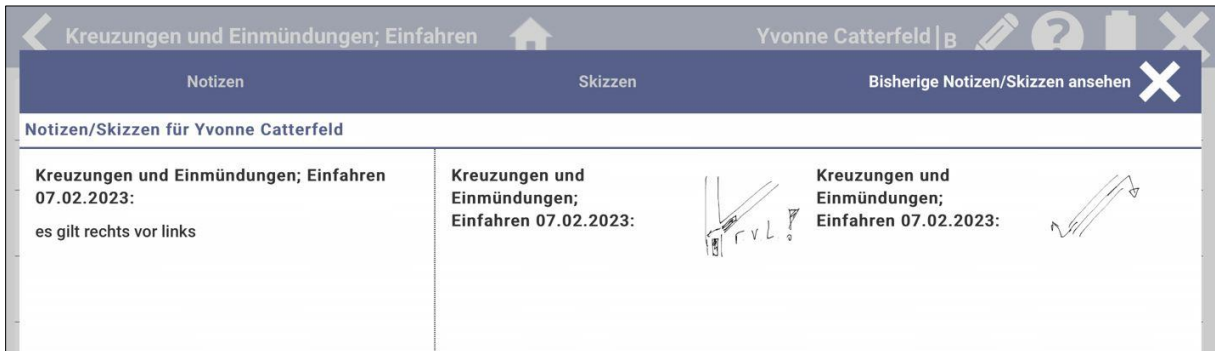 Kreuzungen und Einmündungen; Einfahren
Yvonne Catterfeld | B
Notizen
Skizzen
Bisherige Notizen/Skizzen ansehen
Notizen/Skizzen für Yvonne Catterfeld
Kreuzungen und Einmündungen; Einfahren
07.02.2023:
es gilt rechts vor links
Kreuzungen und
Einmündungen;
Einfahren 07.02.2023:
r. v L !
Kreuzungen und
Einmündungen;
Einfahren 07.02.2023: